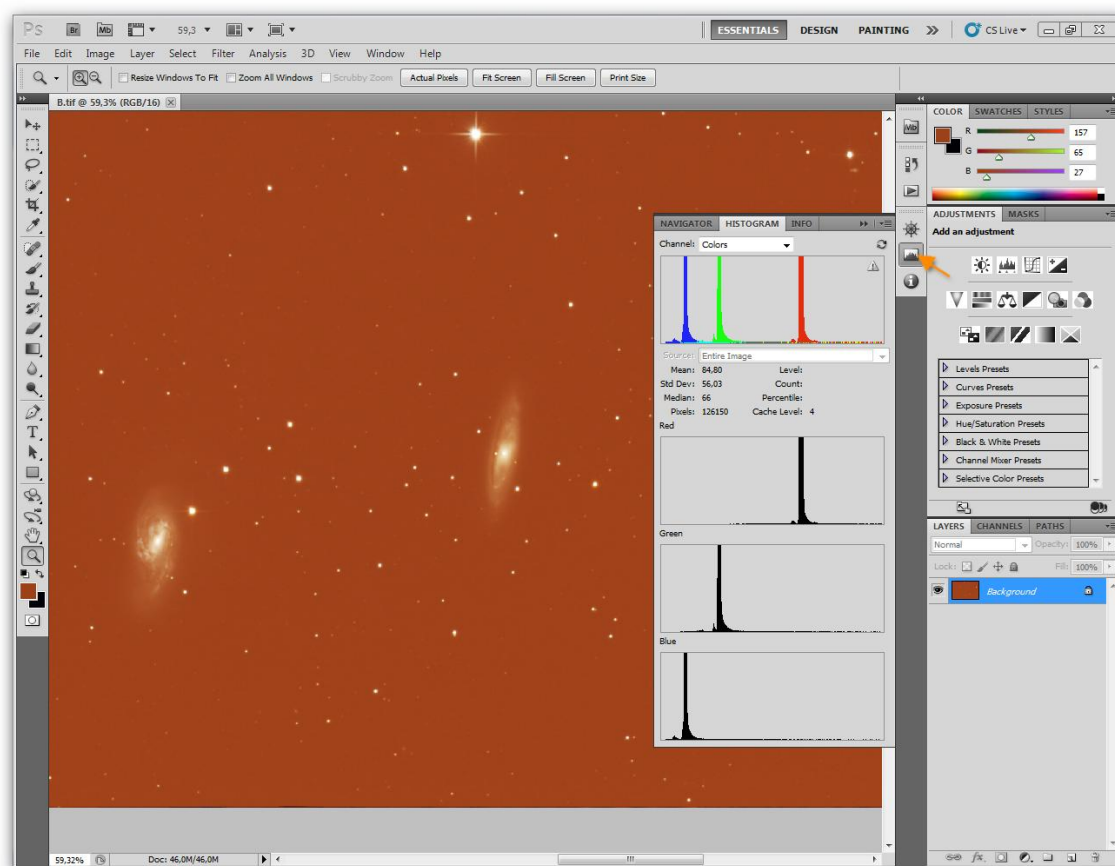 Ps Br Mb 59,3 ESSENTIALS DESIGN PAINTING CS Live
File Edit Image Layer Select Filter Analysis 3D View Window Help
Resize Windows To Fit Zoom All Windows Scrubby Zoom Actual Pixels Fit Screen Fill Screen Print Size
B.tif @ 59,3% (RGB/16)
Mb
COLOR SWATCHES STYLES
R 157
G 65
B 27
ADJUSTMENTS MASKS
Add an adjustment
NAVIGATOR HISTOGRAM INFO
Channel: Colors
Source: Entire Image
Mean: 84,80 Level:
Std Dev: 56,03 Count:
Median: 66 Percentile:
Pixels: 126150 Cache Level: 4
Red
Green
Blue
Levels Presets
Curves Presets
Exposure Presets
Hue/Saturation Presets
Black & White Presets
Channel Mixer Presets
Selective Color Presets
LAYERS CHANNELS PATHS
Normal Opacity: 100%
Lock: Fill: 100%
Background
59,32% Doc: 46,0M/46,0M